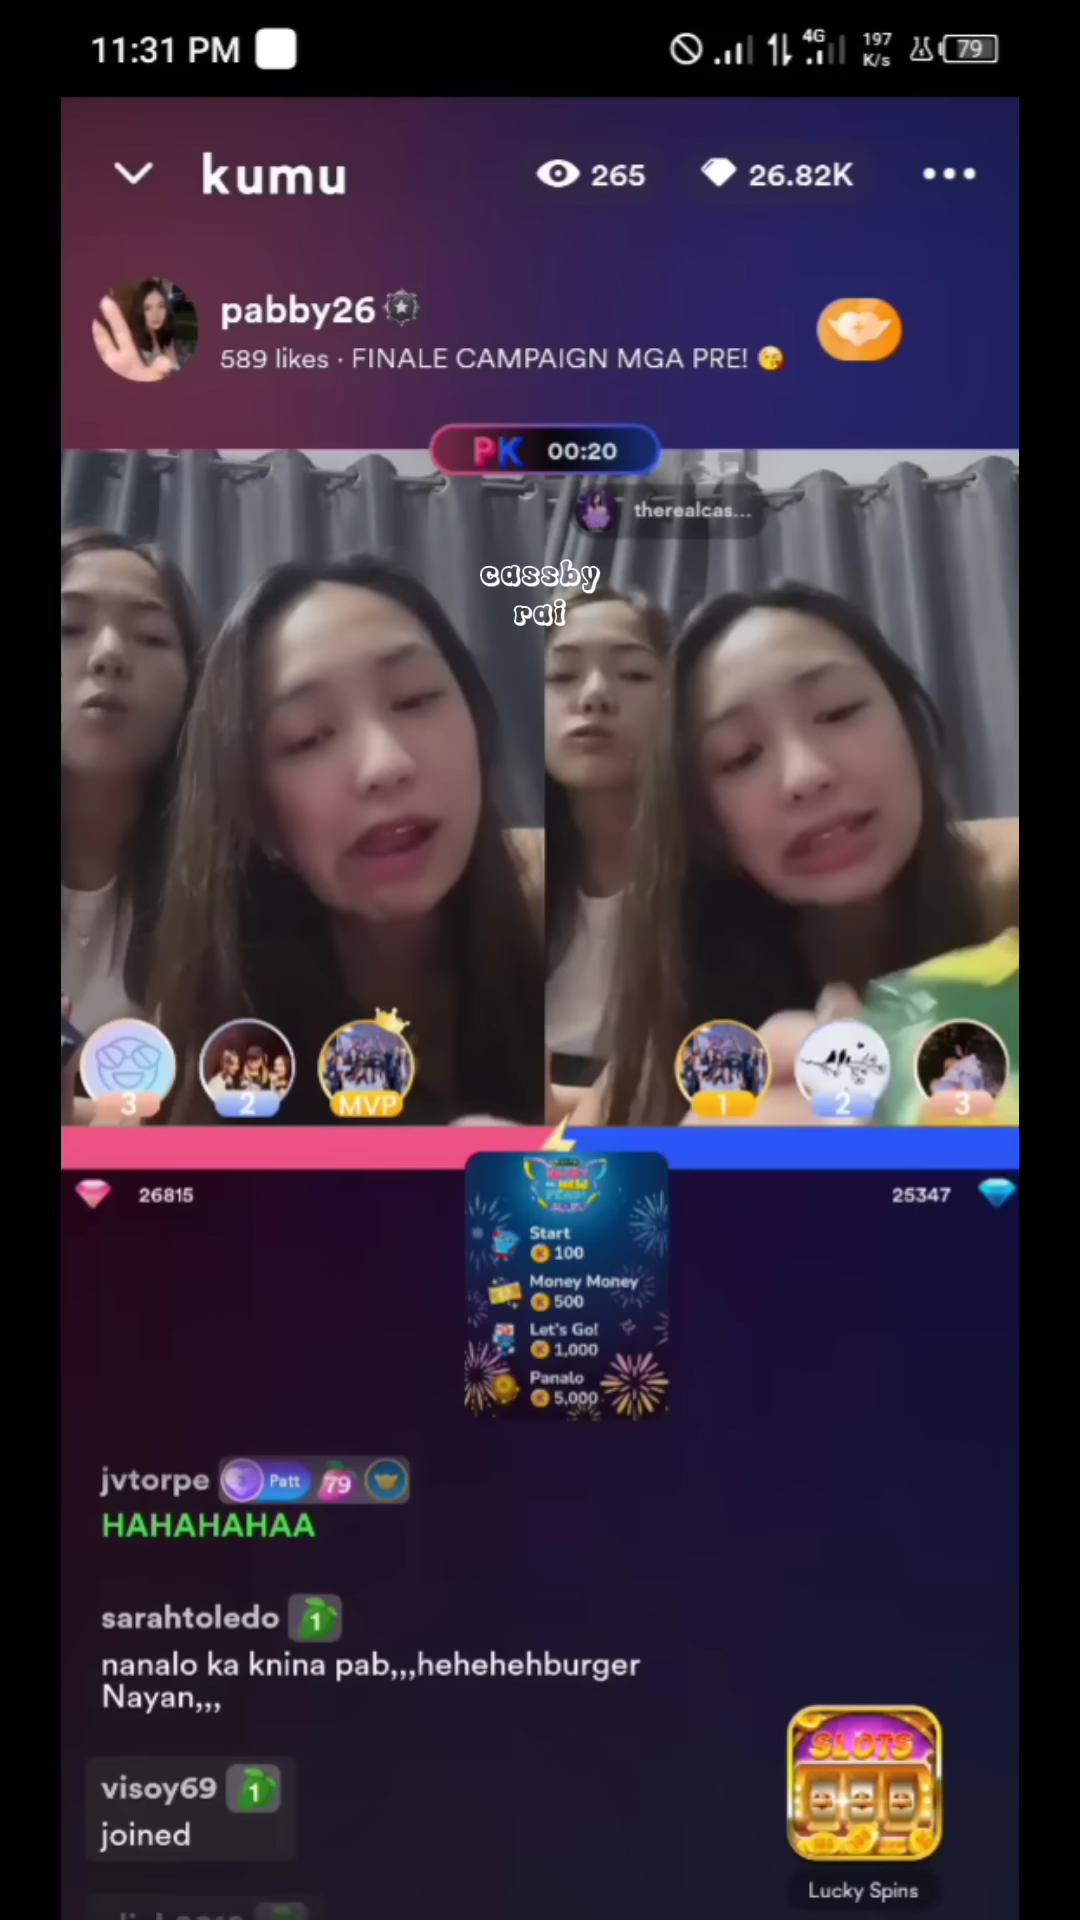 11:31 PM
4G
197
K/s
79
kumu
265
26.82K
pabby26
589 likes · FINALE CAMPAIGN MGA PRE! 😘
PK 00:20
therealcas...
cassby
rai
3
2
MVP
1
2
3
26815
25347
Start
100
Money Money
500
Let's Go!
1,000
Panalo
5,000
jvtorpe 3 Patt 79
HAHAHAHAA
sarahtoledo 1
nanalo ka knina pab,,,hehehehburger
Nayan,,,
visoy69 1
joined
SLOTS
Lucky Spins